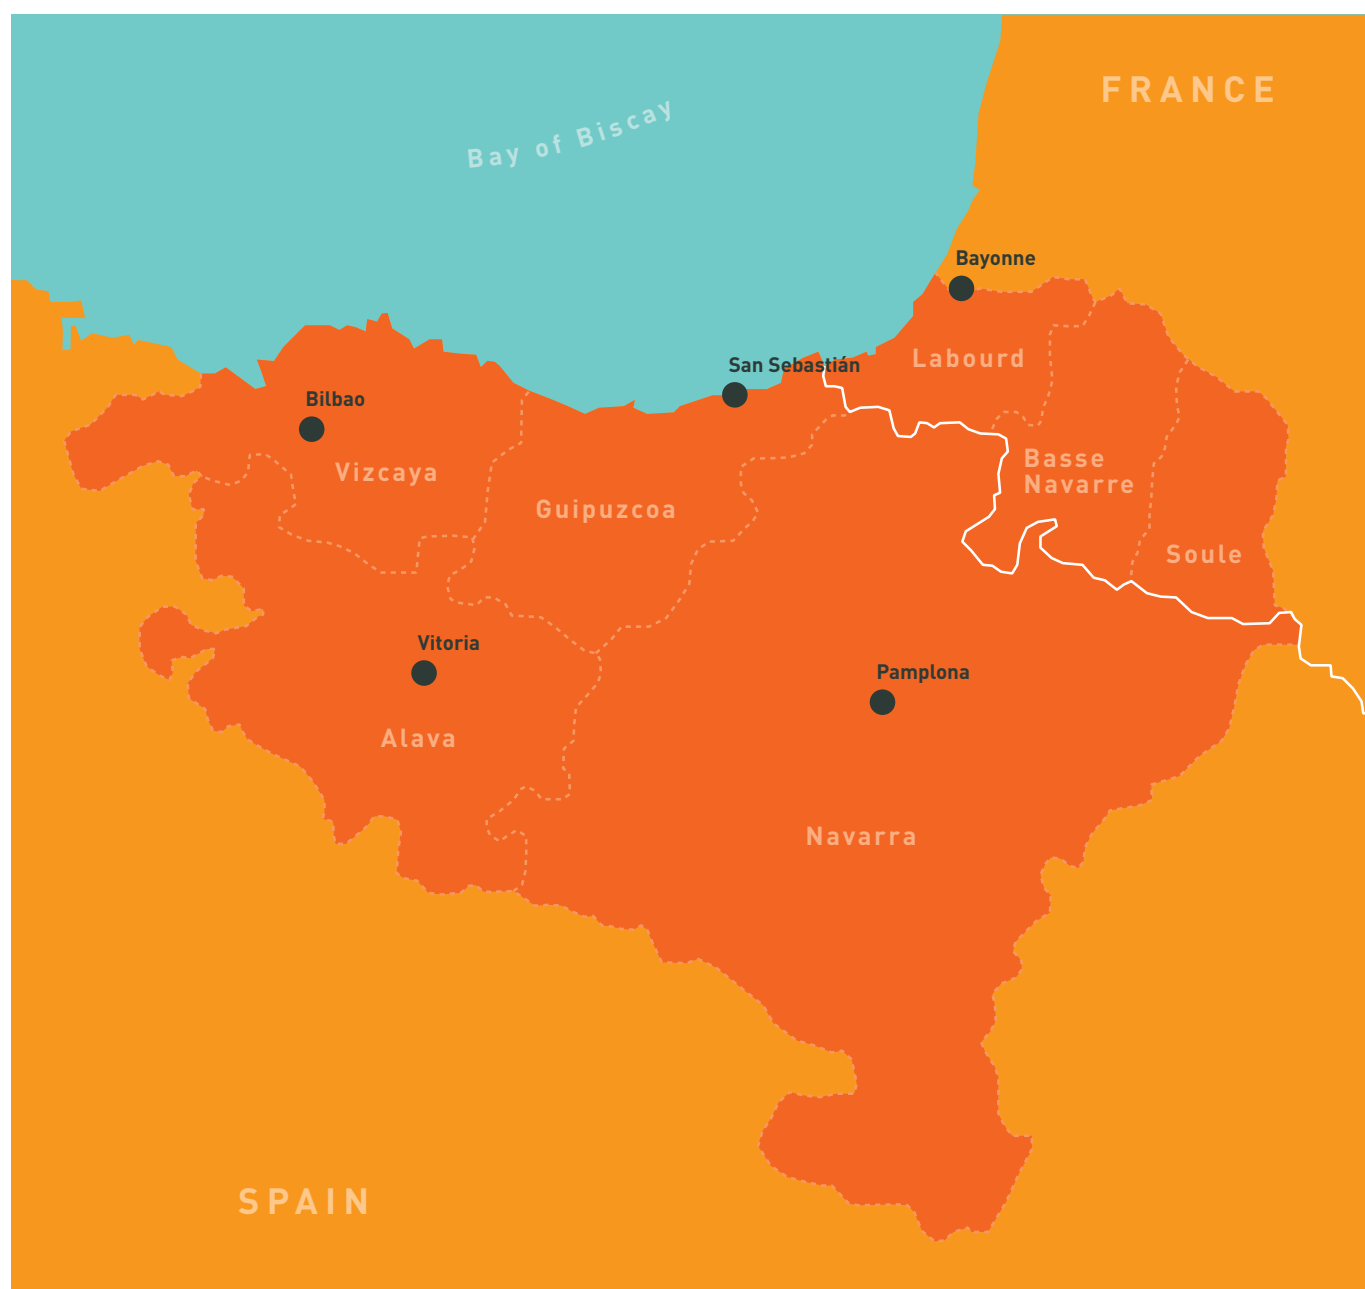 FRANCE
Bay of Biscay
Bayonne
Labourd
San Sebastián
Bilbao
Vizcaya
Basse
Navarre
Guipuzcoa
Soule
Vitoria
Pamplona
Alava
Navarra
SPAIN